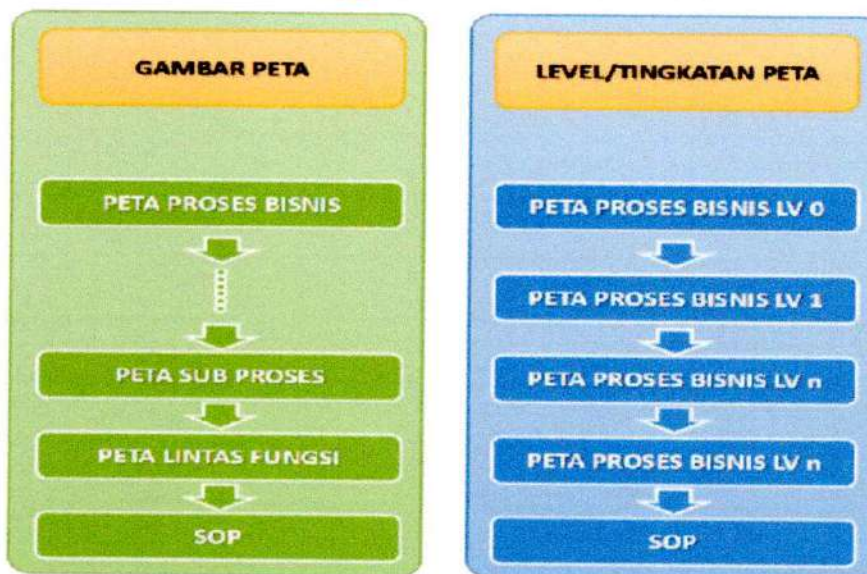 GAMBAR PETA
PETA PROSES BISNIS
PETA SUB PROSES
PETA LINTAS FUNGSI
SOP
LEVEL/TINGKATAN PETA
PETA PROSES BISNIS LV 0
PETA PROSES BISNIS LV 1
PETA PROSES BISNIS LV n
PETA PROSES BISNIS LV n
SOP